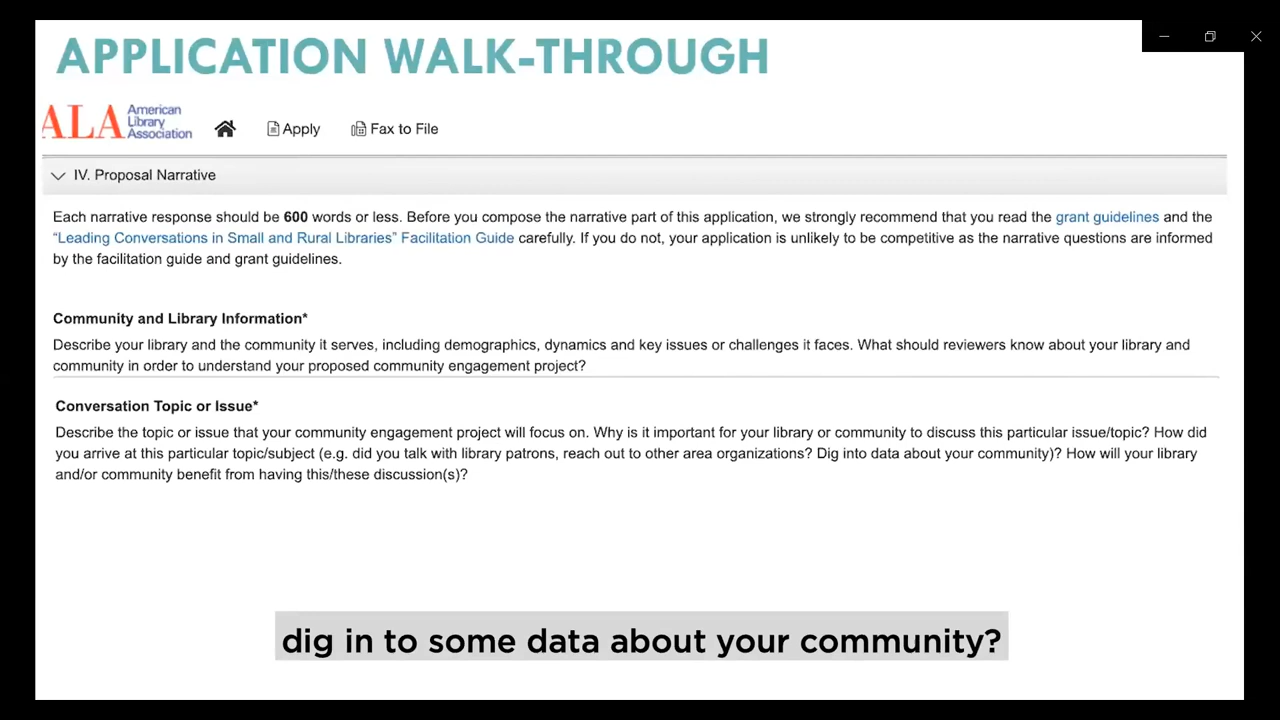 APPLICATION WALK-THROUGH
ALA American Library Association
Apply
Fax to File
IV. Proposal Narrative
Each narrative response should be 600 words or less. Before you compose the narrative part of this application, we strongly recommend that you read the grant guidelines and the
“Leading Conversations in Small and Rural Libraries” Facilitation Guide carefully. If you do not, your application is unlikely to be competitive as the narrative questions are informed
by the facilitation guide and grant guidelines.
Community and Library Information*
Describe your library and the community it serves, including demographics, dynamics and key issues or challenges it faces. What should reviewers know about your library and
community in order to understand your proposed community engagement project?
Conversation Topic or Issue*
Describe the topic or issue that your community engagement project will focus on. Why is it important for your library or community to discuss this particular issue/topic? How did
you arrive at this particular topic/subject (e.g. did you talk with library patrons, reach out to other area organizations? Dig into data about your community)? How will your library
and/or community benefit from having this/these discussion(s)?
dig in to some data about your community?